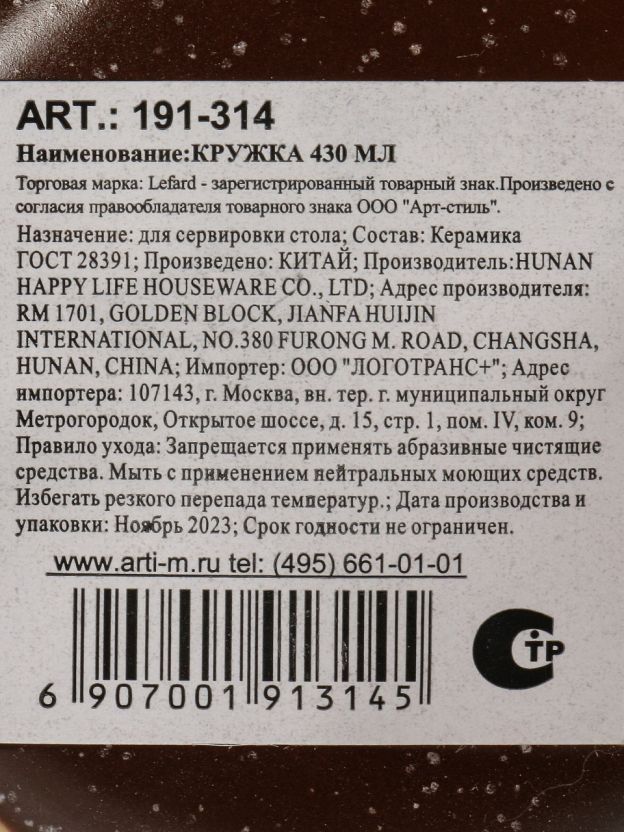 ART.: 191-314
Наименование:КРУЖКА 430 МЛ
Торговая марка: Lefard - зарегистрированный товарный знак.Произведено с
согласия правообладателя товарного знака ООО "Арт-стиль".
Назначение: для сервировки стола; Состав: Керамика
ГОСТ 28391; Произведено: КИТАЙ; Производитель:HUNAN
HAPPY LIFE HOUSEWARE CO., LTD; Адрес производителя:
RM 1701, GOLDEN BLOCK, JIANFA HUIJIN
INTERNATIONAL, NO.380 FURONG M. ROAD, CHANGSHA,
HUNAN, CHINA; Импортер: ООО "ЛОГОТРАНС+"; Адрес
импортера: 107143, г. Москва, вн. тер. г. муниципальный округ
Метрогородок, Открытое шоссе, д. 15, стр. 1, пом. IV, ком. 9;
Правило ухода: Запрещается применять абразивные чистящие
средства. Мыть с применением нейтральных моющих средств.
Избегать резкого перепада температур.; Дата производства и
упаковки: Ноябрь 2023; Срок годности не ограничен.
www.arti-m.ru tel: (495) 661-01-01
6 907001 913145
СТР